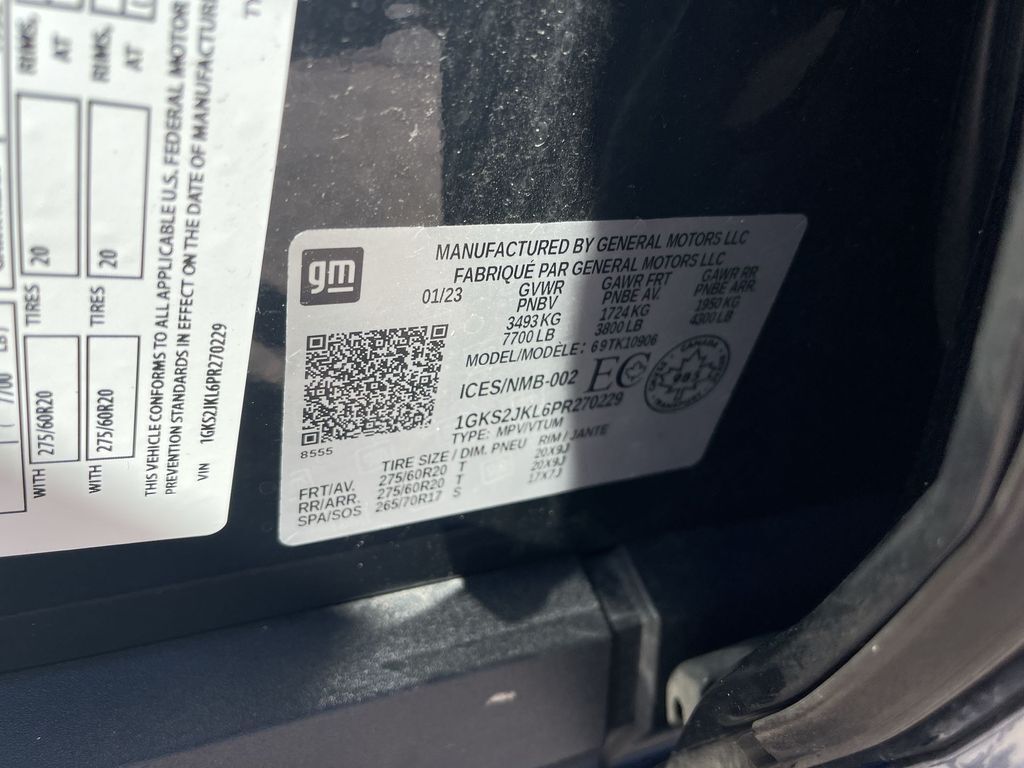 RIMS,
AT
RIMS,
AT
20
20
TIRES
TIRES
7700
275/60R20
275/60R20
WITH
WITH
THIS VEHICLE CONFORMS TO ALL APPLICABLE U.S. FEDERAL MOTOR
PREVENTION STANDARDS IN EFFECT ON THE DATE OF MANUFACTURE
VIN 1GKS2JKL6PR270229
gm
MANUFACTURED BY GENERAL MOTORS LLC
FABRIQUÉ PAR GENERAL MOTORS LLC
01/23 GVWR GAWR FRT GAWR RR
PNBV PNBE AV. PNBE ARR.
3493 KG 1724 KG 1950 KG
7700 LB 3800 LB 4300 LB
MODEL/MODÈLE: 69TK10906
ICES/NMB-002 EC
CANADA
TRANSPORT
1GKS2JKL6PR270229
TYPE: MPV/VTUM
8555
TIRE SIZE / DIM. PNEU RIM / JANTE
FRT/AV. 275/60R20 T 20X9J
RR/ARR. 275/60R20 T 20X9J
SPA/SOS 265/70R17 S 17X7J